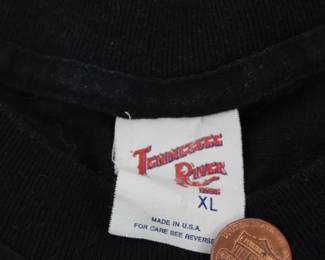 TENNESSEE
RIVER
XL
MADE IN U.S.A.
FOR CARE SEE REVERSE